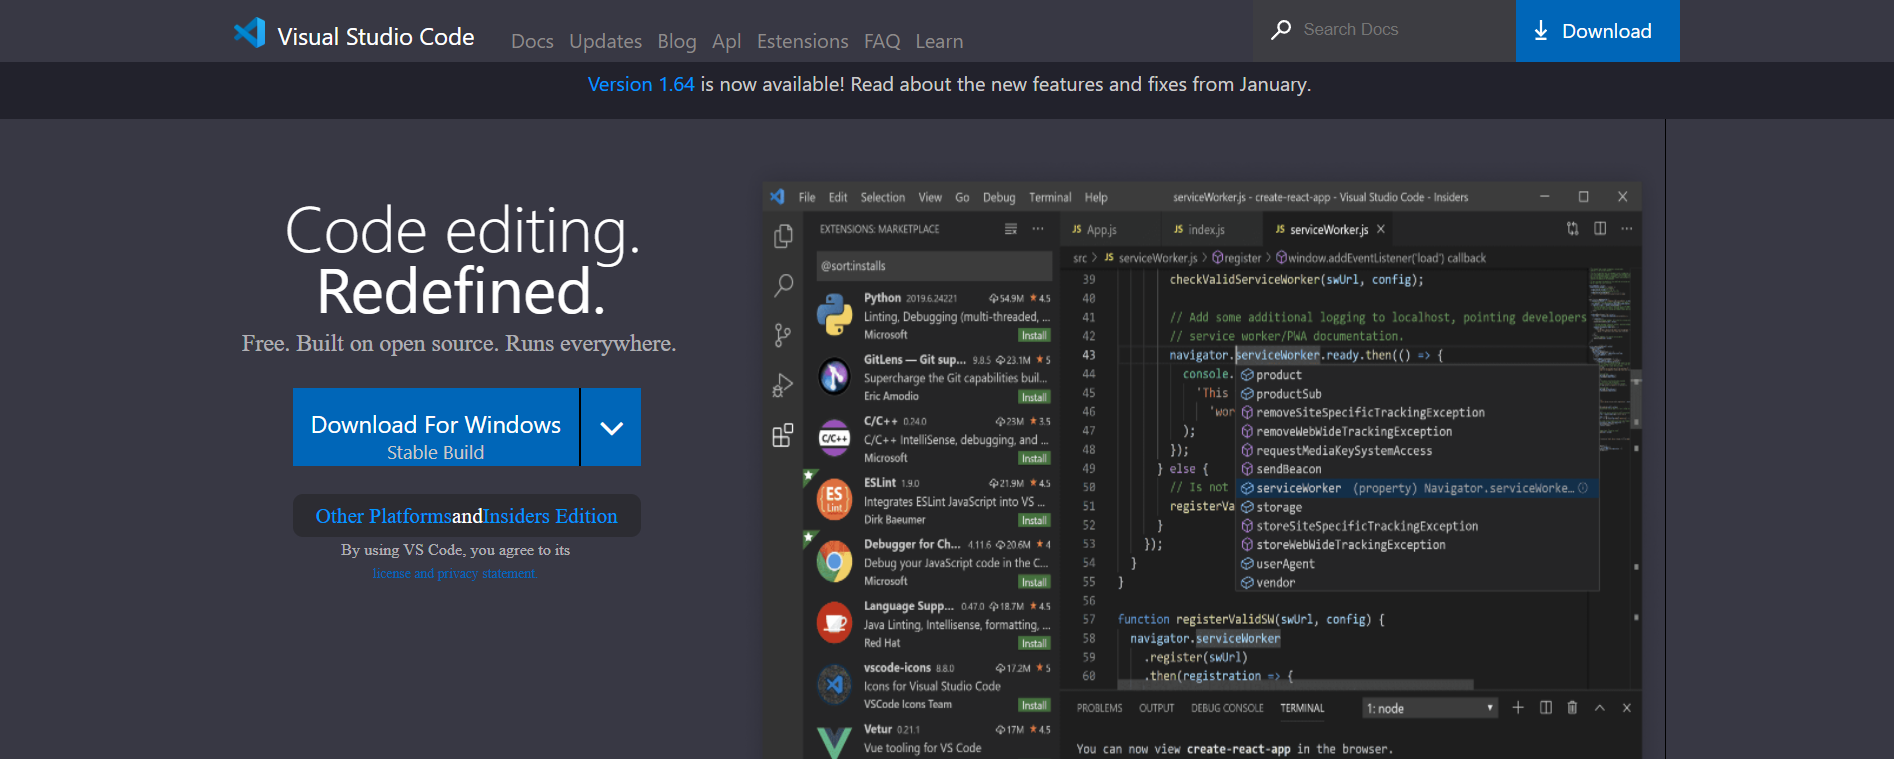 Visual Studio Code
Docs Updates Blog Apl Extensions FAQ Learn
Search Docs
Download
Version 1.64 is now available! Read about the new features and fixes from January.
Code editing.
Redefined.
Free. Built on open source. Runs everywhere.
Download For Windows
Stable Build
Other PlatformsandInsiders Edition
By using VS Code, you agree to its
license and privacy statement.
File Edit Selection View Go Debug Terminal Help
serviceWorker.js - create-react-app - Visual Studio Code - Insiders
EXTENSIONS: MARKETPLACE
@sort:installs
Python 2019.6.24221 54.9M ★ 4.5
Linting, Debugging (multi-threaded, ...
Microsoft Install
GitLens — Git sup... 9.8.5 23.1M ★ 5
Supercharge the Git capabilities buil...
Eric Amodio Install
C/C++ 0.24.0 23M ★ 3.5
C/C++ IntelliSense, debugging, and ...
Microsoft Install
C/C++
ESLint 1.9.0 21.9M ★ 4.5
Integrates ESLint JavaScript into VS ...
Dirk Baeumer Install
ES
Lint
Debugger for Ch... 4.11.6 20.6M ★ 4
Debug your JavaScript code in the C...
Microsoft Install
Language Supp... 0.47.0 18.7M ★ 4.5
Java Linting, Intellisense, formatting, ...
Red Hat Install
vscode-icons 8.8.0 17.2M ★ 5
Icons for Visual Studio Code
VSCode Icons Team Install
Vetur 0.21.1 17M ★ 4.5
Vue tooling for VS Code
JS App.js JS index.js JS serviceWorker.js ×
src > JS serviceWorker.js > register > window.addEventListener('load') callback
39 checkValidServiceWorker(swUrl, config);
40
41 // Add some additional logging to localhost, pointing developers
42 // service worker/PWA documentation.
43 navigator.serviceWorker.ready.then(() => {
44 console.
45 'This
46 'wor
47 );
48 });
49 } else {
50 // Is not
51 registerVa
52 }
53 });
54 }
55 }
56
57 function registerValidSW(swUrl, config) {
58 navigator.serviceWorker
59 .register(swUrl)
60 .then(registration => {
product
productSub
removeSiteSpecificTrackingException
removeWebWideTrackingException
requestMediaKeySystemAccess
sendBeacon
serviceWorker (property) Navigator.serviceWorke...
storage
storeSiteSpecificTrackingException
storeWebWideTrackingException
userAgent
vendor
PROBLEMS OUTPUT DEBUG CONSOLE TERMINAL 1: node
You can now view create-react-app in the browser.